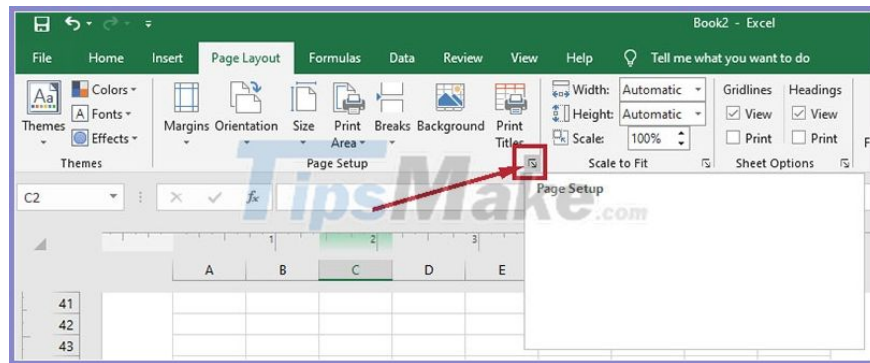 Book2 - Excel
File Home Insert Page Layout Formulas Data Review View Help Tell me what you want to do
Colors Width: Automatic Gridlines Headings
Aa A Fonts Height: Automatic View View
Themes Effects Margins Orientation Size Print Area Breaks Background Print Titles Scale: 100% Print Print
Themes Page Setup Scale to Fit Sheet Options
C2 fx Page Setup
TipsMake.com
1 2 3
A B C D E
41
42
43